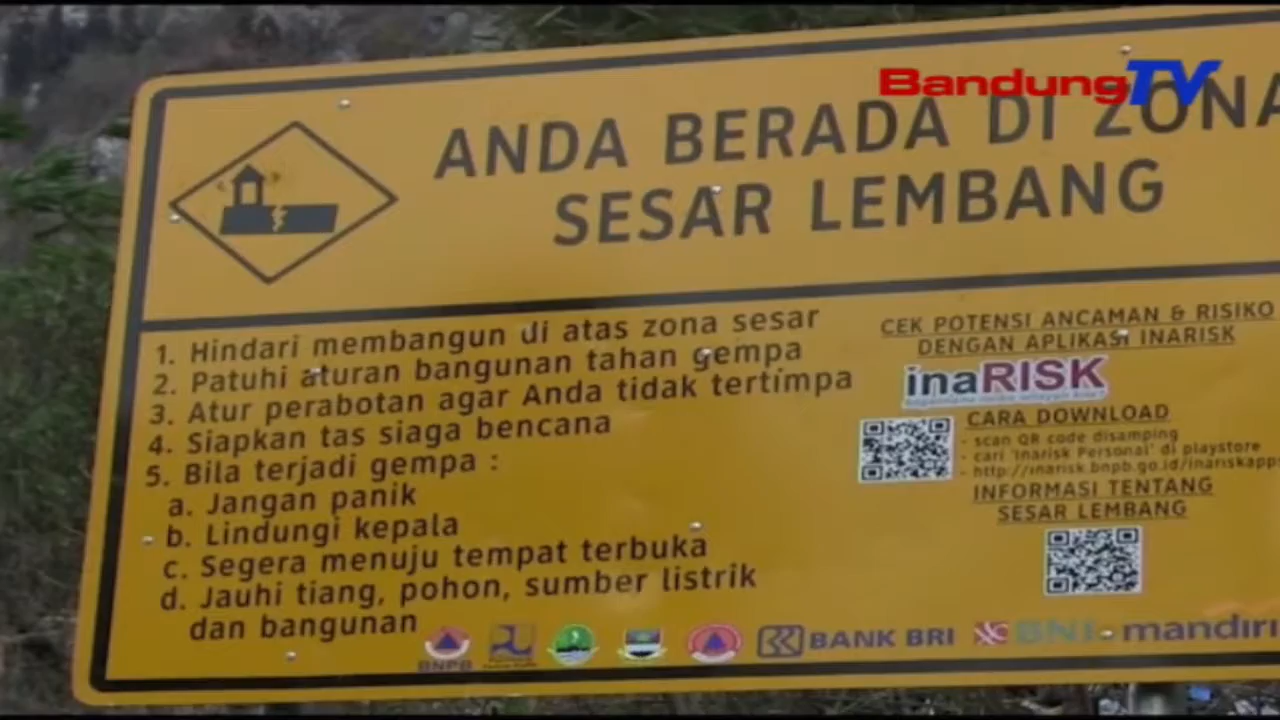 BandungTV
ANDA BERADA DI ZONA
SESAR LEMBANG
1. Hindari membangun di atas zona sesar
2. Patuhi aturan bangunan tahan gempa
3. Atur perabotan agar Anda tidak tertimpa
4. Siapkan tas siaga bencana
5. Bila terjadi gempa :
a. Jangan panik
b. Lindungi kepala
c. Segera menuju tempat terbuka
d. Jauhi tiang, pohon, sumber listrik
dan bangunan
CEK POTENSI ANCAMAN & RISIKO
DENGAN APLIKASI INARISK
inaRISK
CARA DOWNLOAD
- scan QR code disamping
- cari 'Inarisk Personal' di playstore
- http://inarisk.bnpb.go.id/inariskapps
INFORMASI TENTANG
SESAR LEMBANG
BNPB
BANK BRI
BNI
mandiri